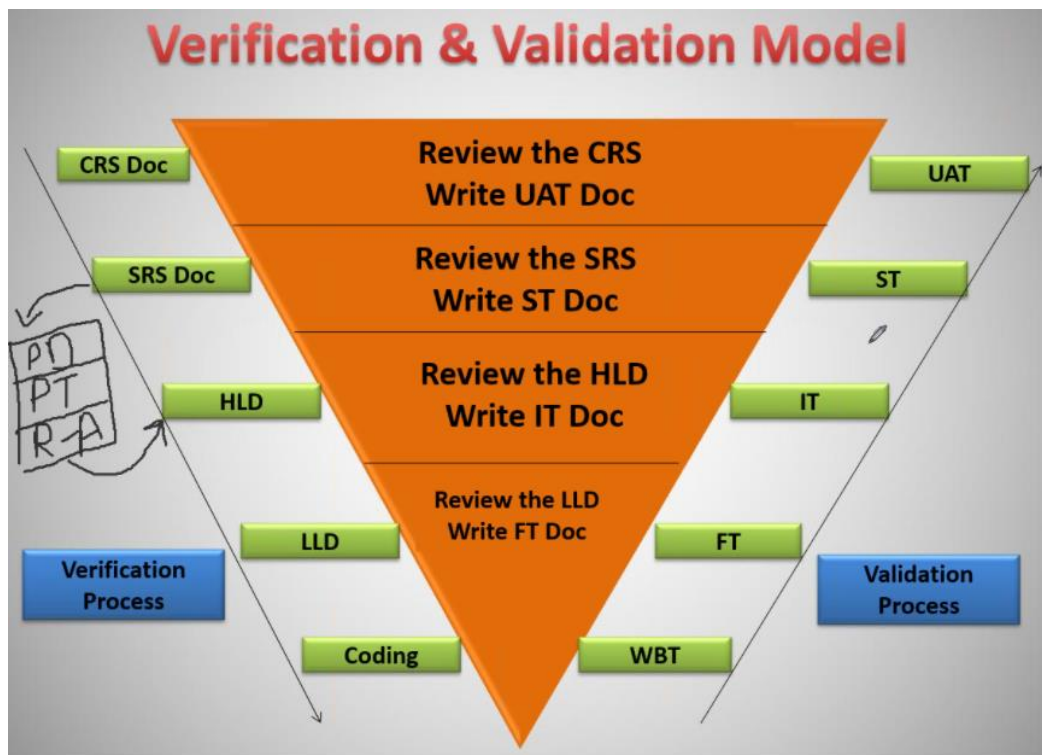 Verification & Validation Model
CRS Doc
Review the CRS
Write UAT Doc
UAT
SRS Doc
Review the SRS
Write ST Doc
ST
PD
PT
R-A
HLD
Review the HLD
Write IT Doc
IT
LLD
Review the LLD
Write FT Doc
FT
Verification
Process
Validation
Process
Coding
WBT